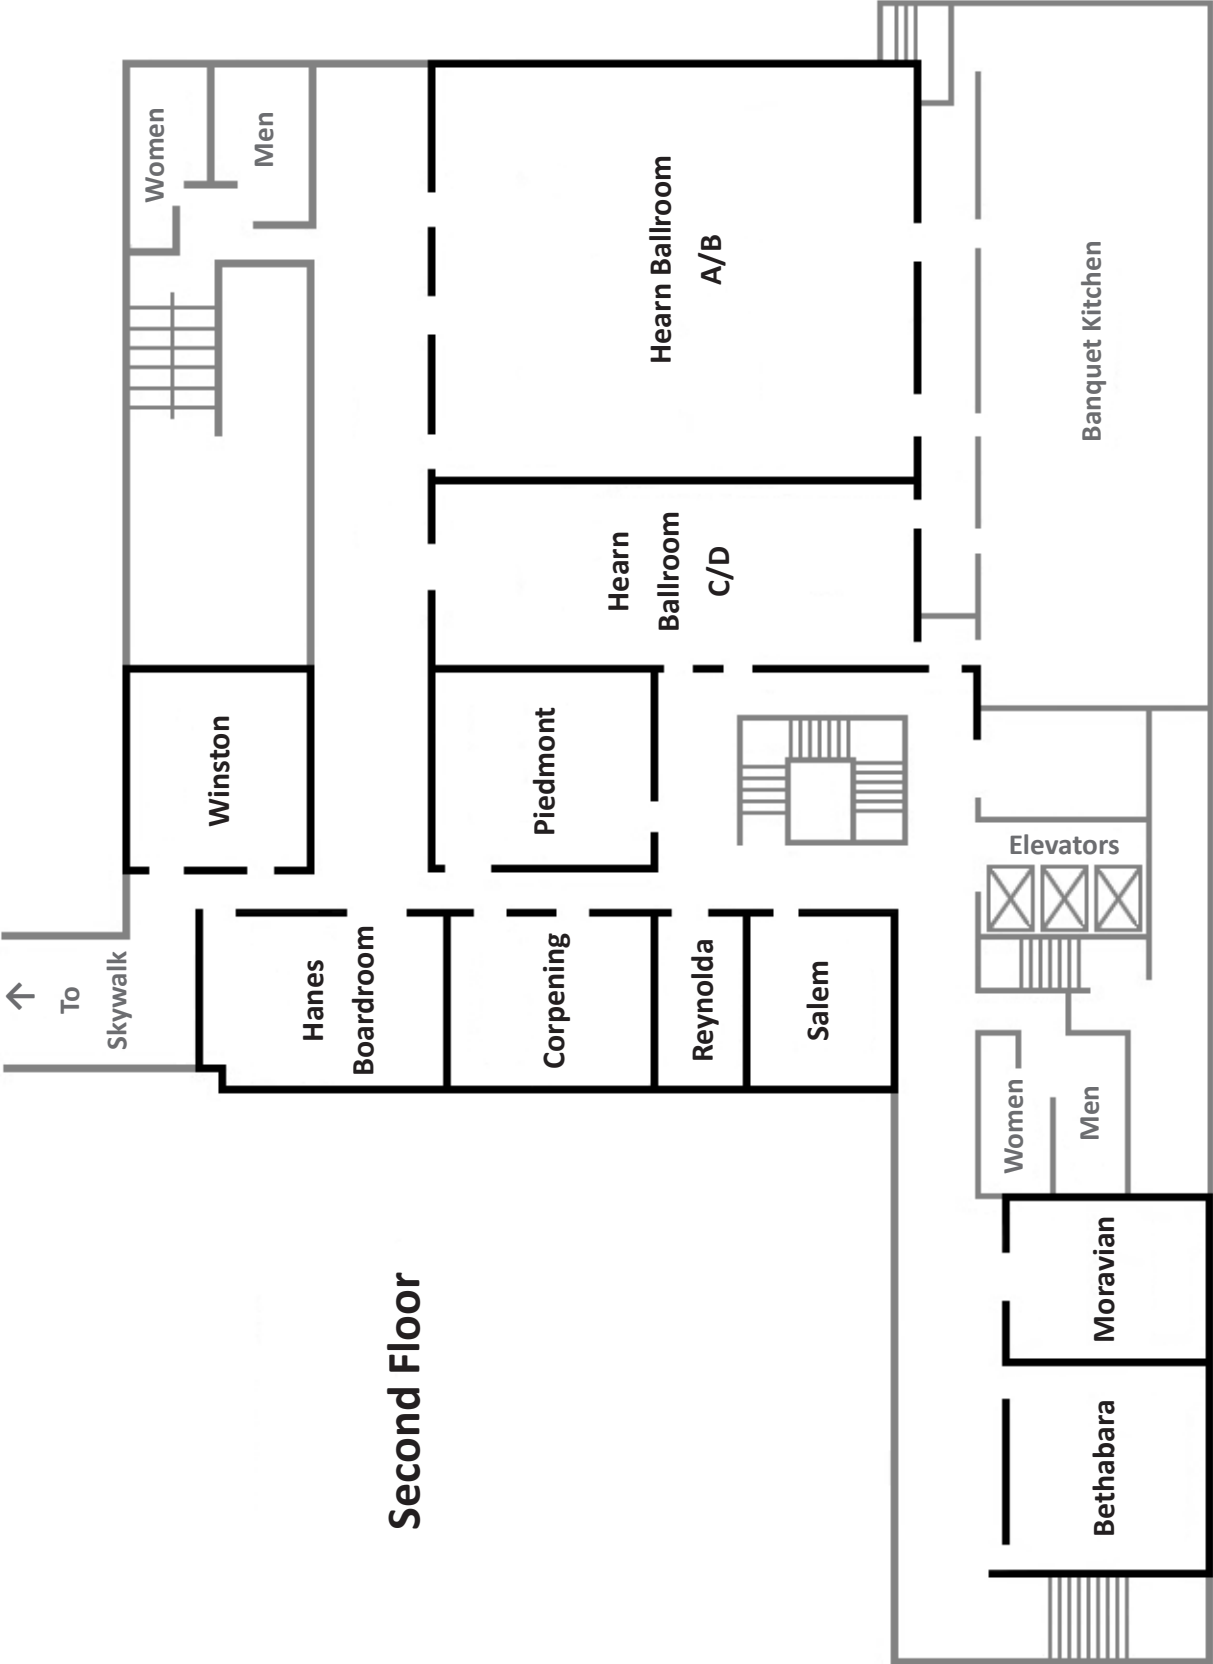 Second Floor
To
Skywalk
Women
Men
Winston
Hanes
Boardroom
Corpening
Reynolda
Salem
Piedmont
Hearn
Ballroom
C/D
Hearn Ballroom
A/B
Banquet Kitchen
Elevators
Women
Men
Moravian
Bethabara